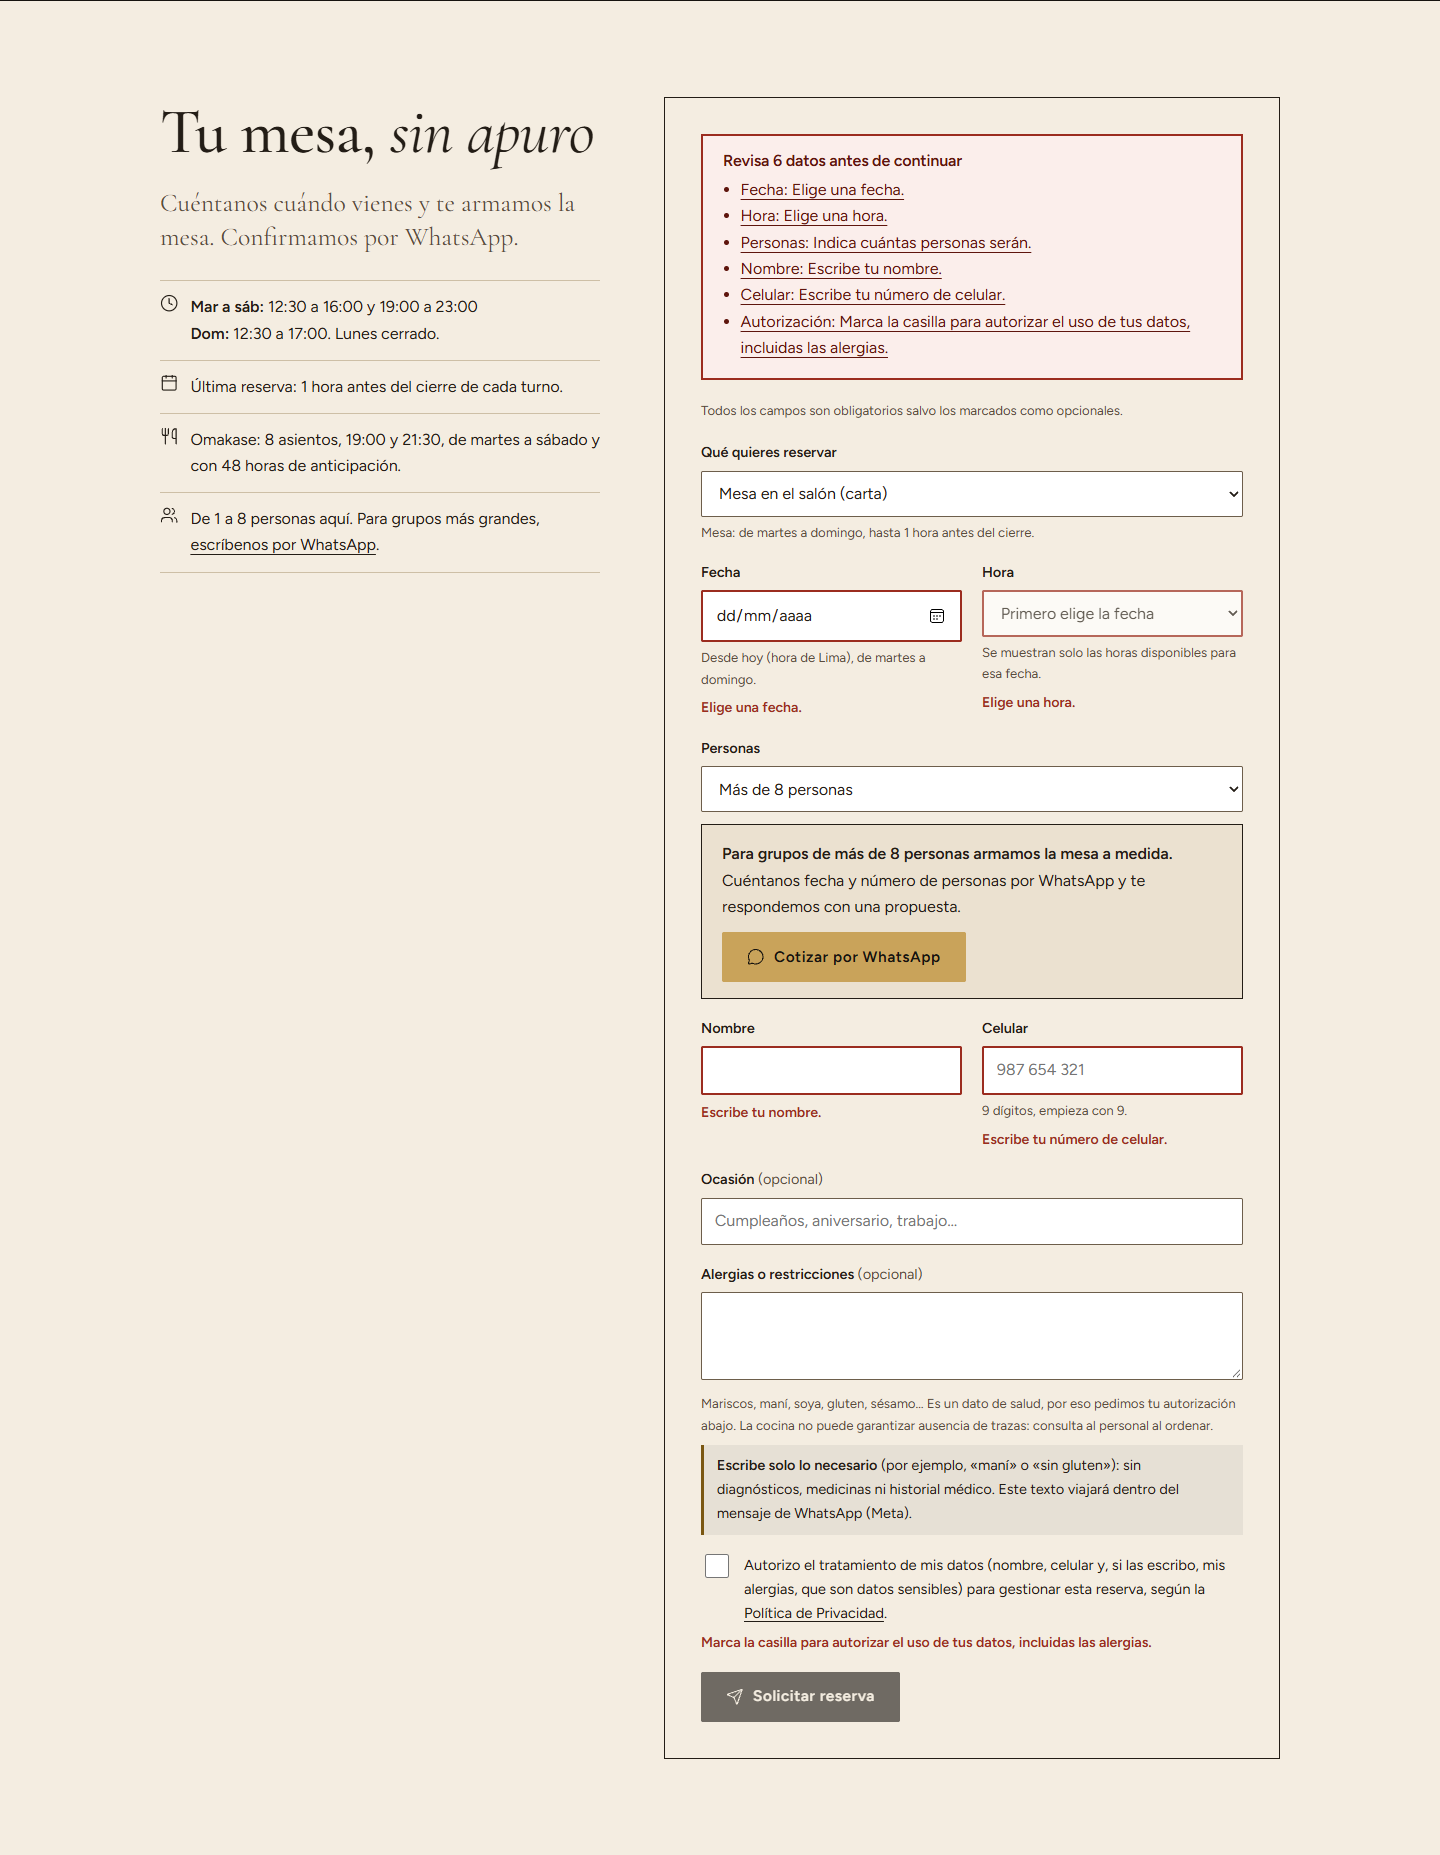 Tu mesa, sin apuro
Cuéntanos cuándo vienes y te armamos la
mesa. Confirmamos por WhatsApp.
Mar a sáb: 12:30 a 16:00 y 19:00 a 23:00
Dom: 12:30 a 17:00. Lunes cerrado.
Última reserva: 1 hora antes del cierre de cada turno.
Omakase: 8 asientos, 19:00 y 21:30, de martes a sábado y
con 48 horas de anticipación.
De 1 a 8 personas aquí. Para grupos más grandes,
escríbenos por WhatsApp.
Revisa 6 datos antes de continuar
• Fecha: Elige una fecha.
• Hora: Elige una hora.
• Personas: Indica cuántas personas serán.
• Nombre: Escribe tu nombre.
• Celular: Escribe tu número de celular.
• Autorización: Marca la casilla para autorizar el uso de tus datos,
incluidas las alergias.
Todos los campos son obligatorios salvo los marcados como opcionales.
Qué quieres reservar
Mesa en el salón (carta)
Mesa: de martes a domingo, hasta 1 hora antes del cierre.
Fecha
dd/mm/aaaa
Desde hoy (hora de Lima), de martes a
domingo.
Elige una fecha.
Hora
Primero elige la fecha
Se muestran solo las horas disponibles para
esa fecha.
Elige una hora.
Personas
Más de 8 personas
Para grupos de más de 8 personas armamos la mesa a medida.
Cuéntanos fecha y número de personas por WhatsApp y te
respondemos con una propuesta.
Cotizar por WhatsApp
Nombre
Escribe tu nombre.
Celular
987 654 321
9 dígitos, empieza con 9.
Escribe tu número de celular.
Ocasión (opcional)
Cumpleaños, aniversario, trabajo...
Alergias o restricciones (opcional)
Mariscos, maní, soya, gluten, sésamo... Es un dato de salud, por eso pedimos tu autorización
abajo. La cocina no puede garantizar ausencia de trazas: consulta al personal al ordenar.
Escribe solo lo necesario (por ejemplo, «maní» o «sin gluten»): sin
diagnósticos, medicinas ni historial médico. Este texto viajará dentro del
mensaje de WhatsApp (Meta).
Autorizo el tratamiento de mis datos (nombre, celular y, si las escribo, mis
alergias, que son datos sensibles) para gestionar esta reserva, según la
Política de Privacidad.
Marca la casilla para autorizar el uso de tus datos, incluidas las alergias.
Solicitar reserva